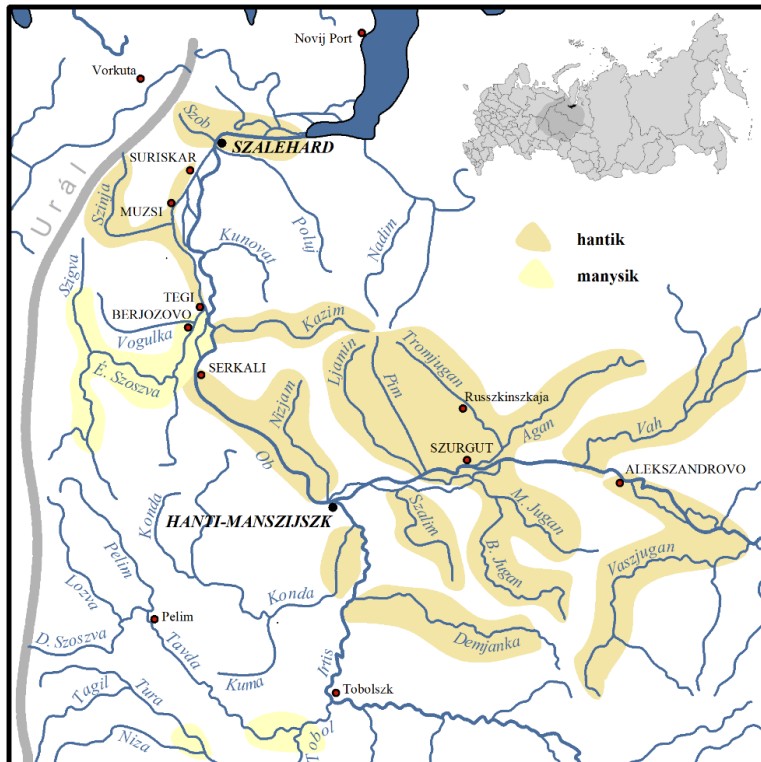 Novij Port
Vorkuta
Szob
SZALEHARD
SURISKAR
Urál
Szinja
MUZSI
Kunovat
Poluj
Nadim
hantik
manysik
Szigva
TEGI
BERJOZOVO
Vogulka
Kazim
É. Szoszva
SERKALI
Nizjam
Ljamin
Pim
Tromjugan
Russzkinszkaja
Agan
Vah
Ob
SZURGUT
ALEKSZANDROVO
HANTI-MANSZIJSZK
Konda
Szalim
M. Jugan
B. Jugan
Vaszjugan
Pelim
Lozva
Konda
Pelim
D. Szoszva
Tavda
Kuma
Demjanka
Irtis
Tobolszk
Tagil
Tura
Niza
Tobol